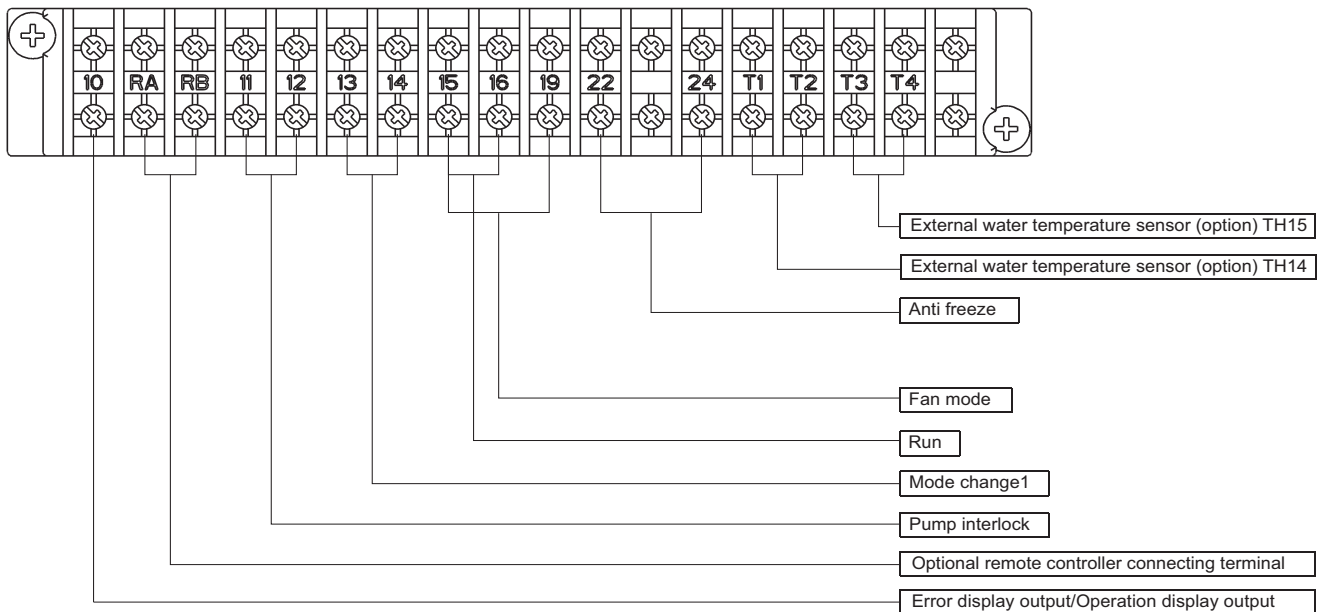 10 RA RB 11 12 13 14 15 16 19 22 24 T1 T2 T3 T4
External water temperature sensor (option) TH15
External water temperature sensor (option) TH14
Anti freeze
Fan mode
Run
Mode change1
Pump interlock
Optional remote controller connecting terminal
Error display output/Operation display output